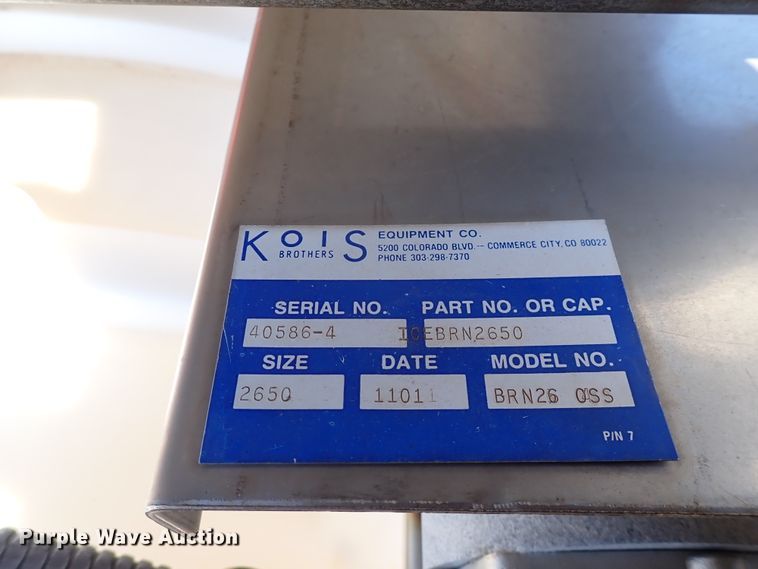 KOIS EQUIPMENT CO.
BROTHERS 5200 COLORADO BLVD.-- COMMERCE CITY, CO 80022
PHONE 303-298-7370
SERIAL NO. PART NO. OR CAP.
40586-4 ICEBRN2650
SIZE DATE MODEL NO.
2650 11011 BRN26 OSS
P/N 7
Purple Wave Auction